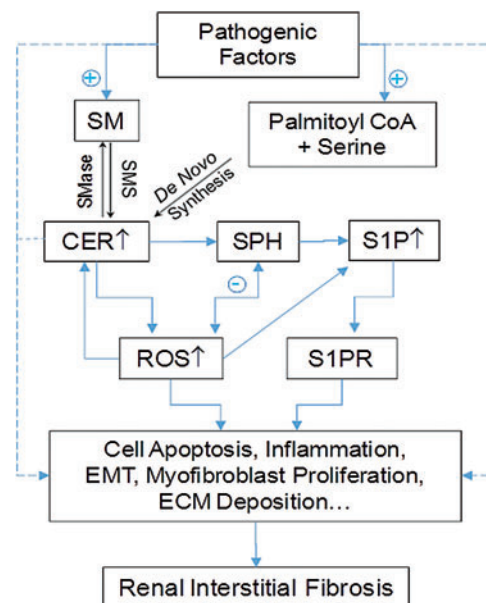 Pathogenic
Factors
⊕
⊕
SM
Palmitoyl CoA
+ Serine
SMase
SMS
De Novo
Synthesis
CER↑
SPH
S1P↑
⊖
ROS↑
S1PR
Cell Apoptosis, Inflammation,
EMT, Myofibroblast Proliferation,
ECM Deposition...
Renal Interstitial Fibrosis